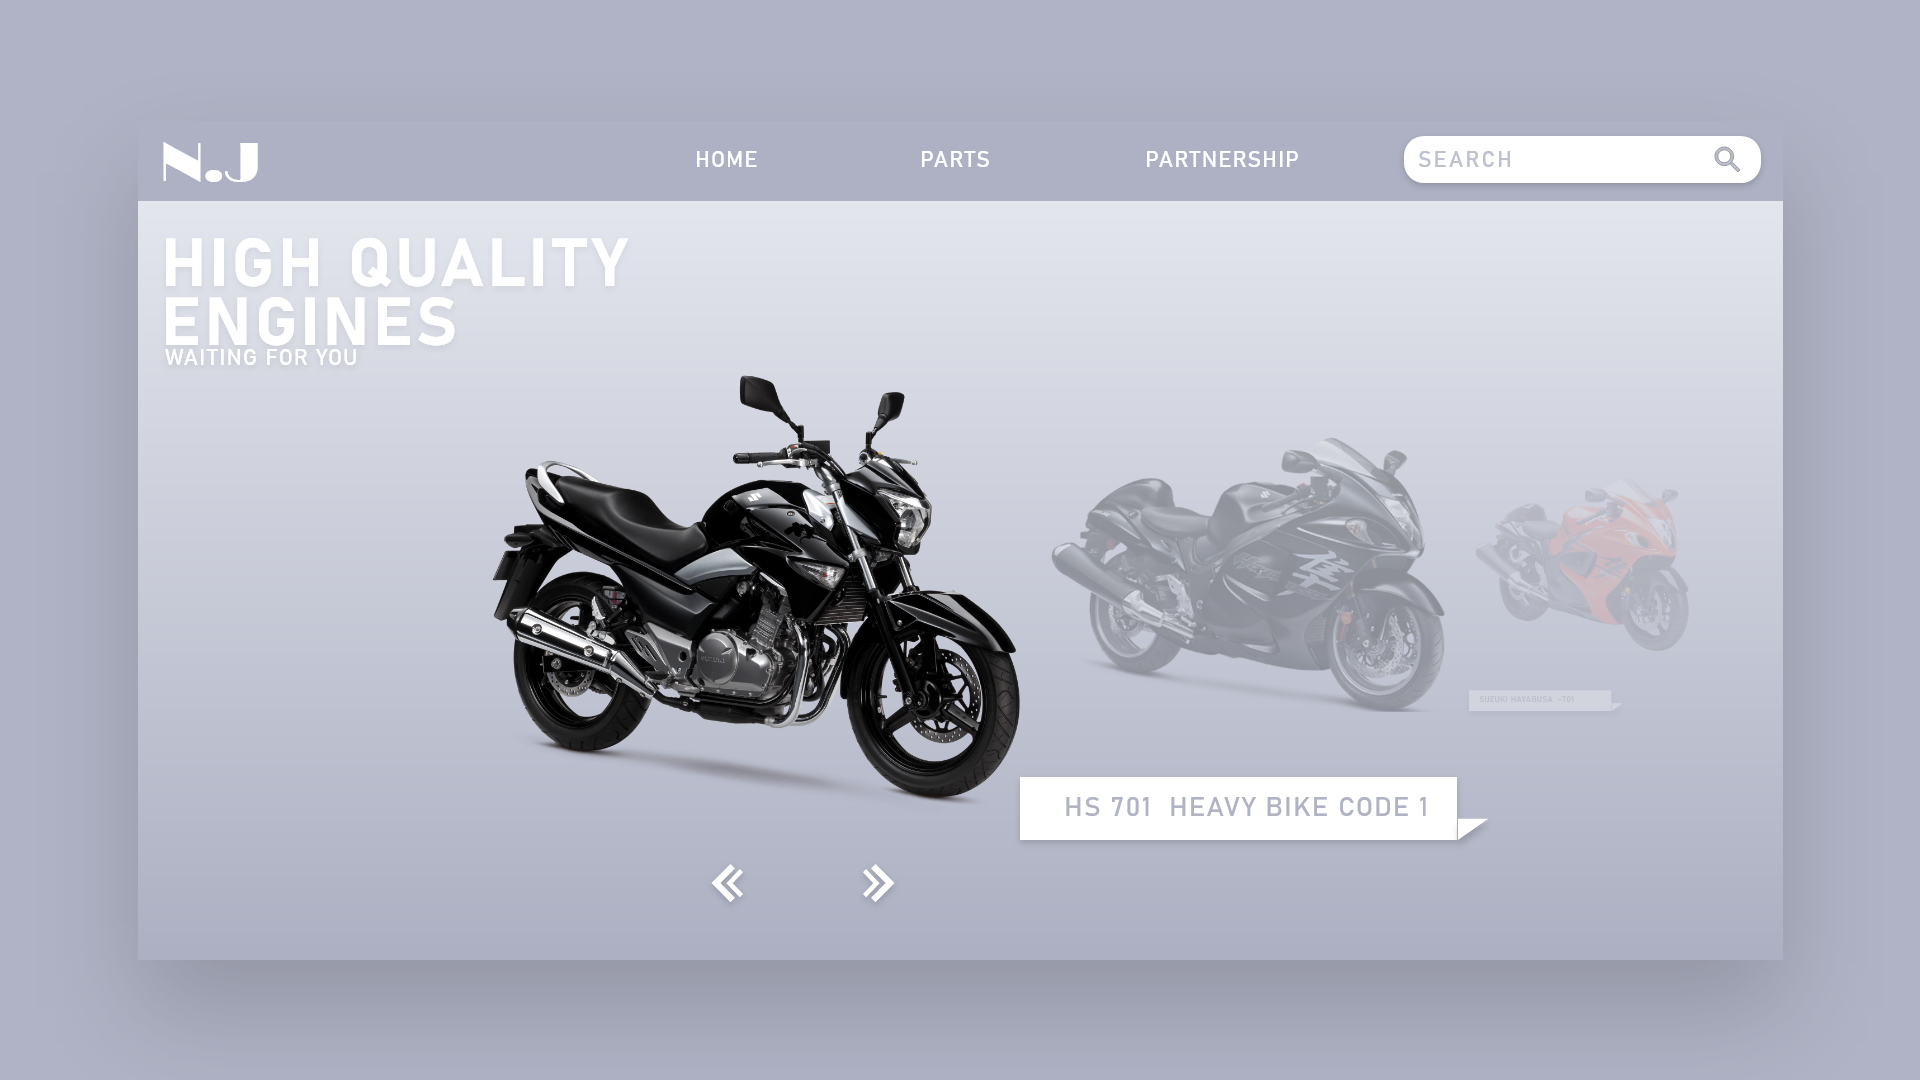 N.J
HOME
PARTS
PARTNERSHIP
SEARCH
HIGH QUALITY
ENGINES
WAITING FOR YOU
隼
SUZUKI HAYABUSA -701
HS 701 HEAVY BIKE CODE 1